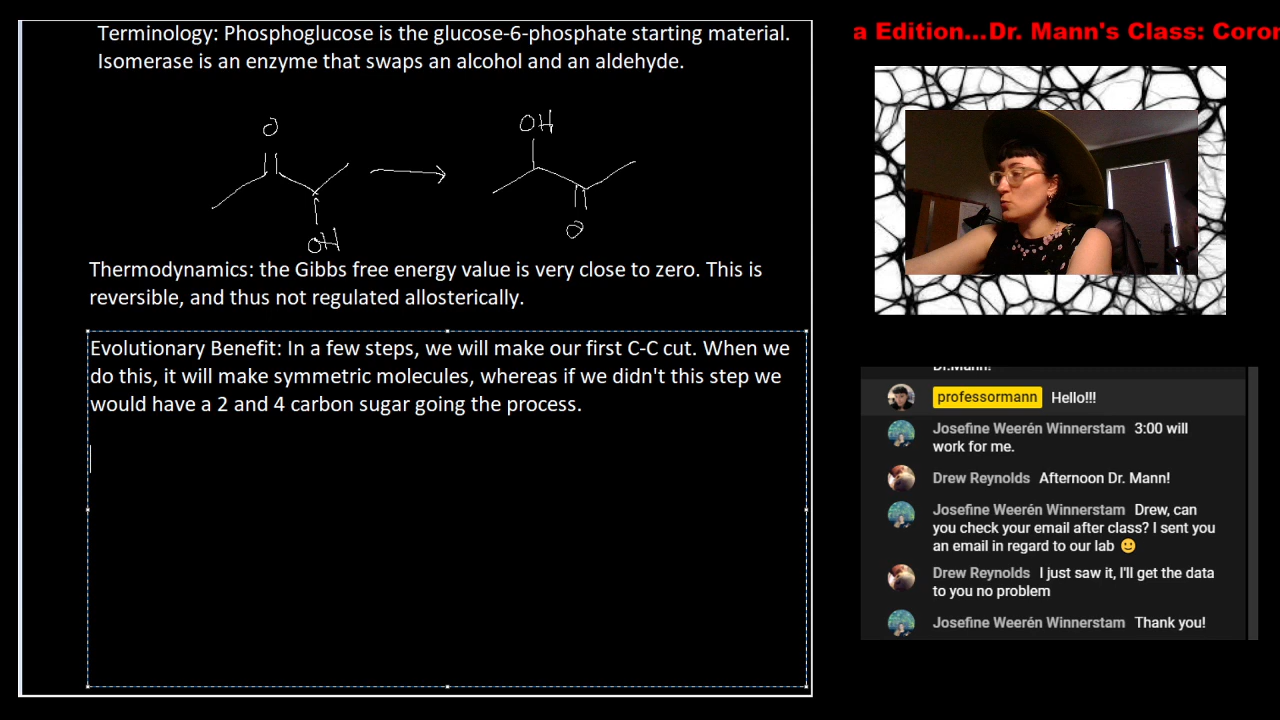 Terminology: Phosphoglucose is the glucose-6-phosphate starting material.
Isomerase is an enzyme that swaps an alcohol and an aldehyde.
O
OH
OH
O
Thermodynamics: the Gibbs free energy value is very close to zero. This is
reversible, and thus not regulated allosterically.
Evolutionary Benefit: In a few steps, we will make our first C-C cut. When we
do this, it will make symmetric molecules, whereas if we didn't this step we
would have a 2 and 4 carbon sugar going the process.
a Edition...Dr. Mann's Class: Coron
Dr.Mann!
professormann Hello!!!
Josefine Weerén Winnerstam 3:00 will
work for me.
Drew Reynolds Afternoon Dr. Mann!
Josefine Weerén Winnerstam Drew, can
you check your email after class? I sent you
an email in regard to our lab
Drew Reynolds I just saw it, I'll get the data
to you no problem
Josefine Weerén Winnerstam Thank you!